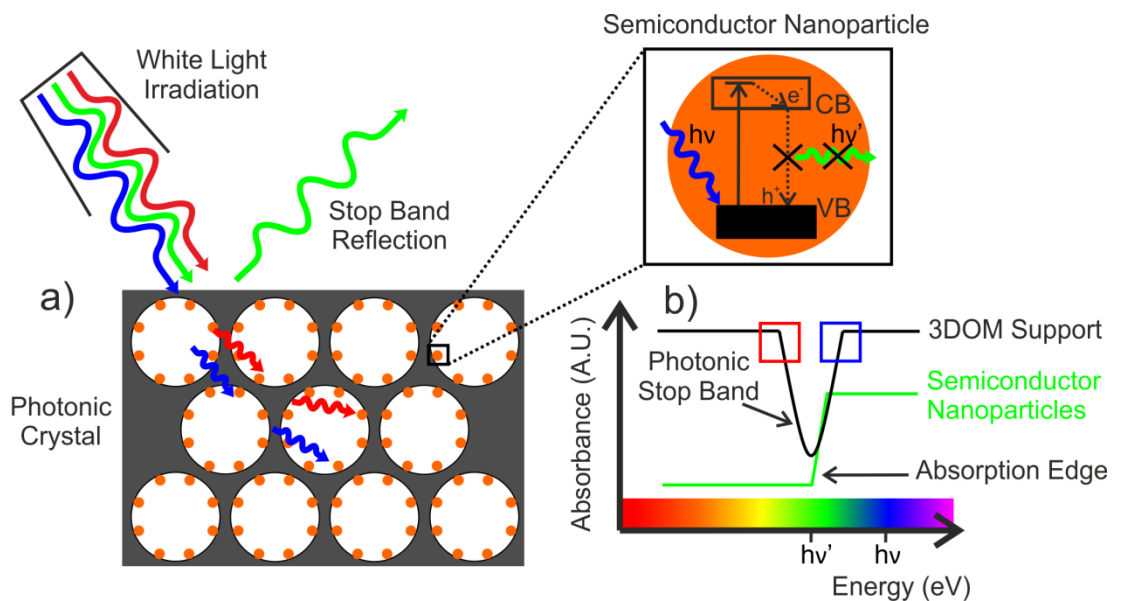 Semiconductor Nanoparticle
White Light
Irradiation
Stop Band
Reflection
e-
CB
hν
hν'
h+
VB
a)
Photonic
Crystal
b)
Absorbance (A.U.)
3DOM Support
Photonic
Stop Band
Semiconductor
Nanoparticles
Absorption Edge
hν'
hν
Energy (eV)